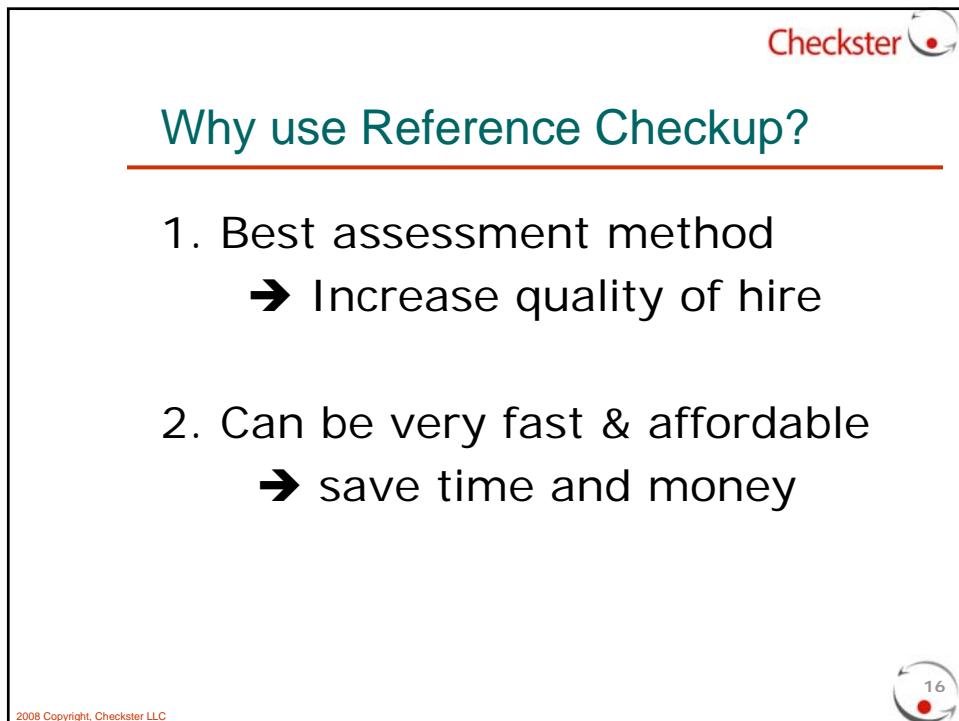 Checkster
Why use Reference Checkup?
1. Best assessment method
➔ Increase quality of hire
2. Can be very fast & affordable
➔ save time and money
2008 Copyright, Checkster LLC
16